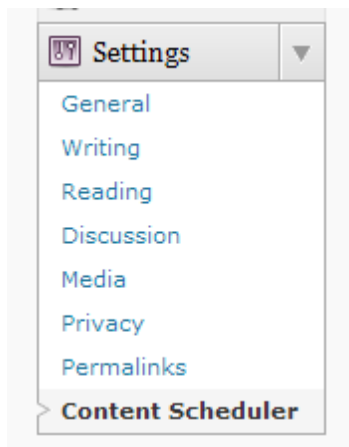 Settings
General
Writing
Reading
Discussion
Media
Privacy
Permalinks
Content Scheduler